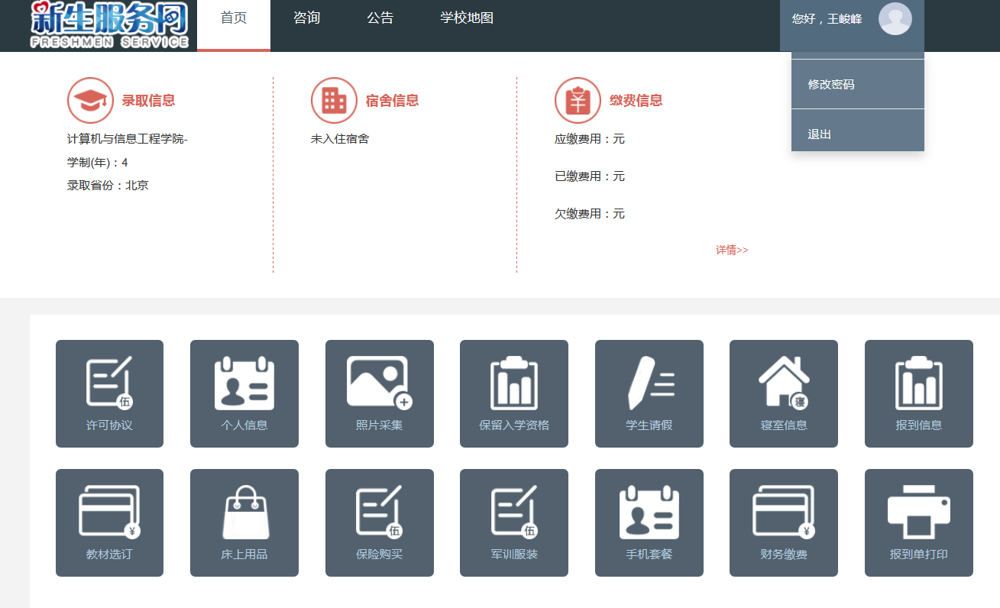 新生服务网
FRESHMEN SERVICE
首页
咨询
公告
学校地图
您好，王峻峰
修改密码
退出
录取信息
计算机与信息工程学院-
学制(年)：4
录取省份：北京
宿舍信息
未入住宿舍
缴费信息
应缴费用：元
已缴费用：元
欠缴费用：元
详情>>
伍
许可协议
个人信息
照片采集
保留入学资格
学生请假
寝
寝室信息
报到信息
¥
教材选订
床上用品
伍
保险购买
伍
军训服装
手机套餐
¥
财务缴费
报到单打印